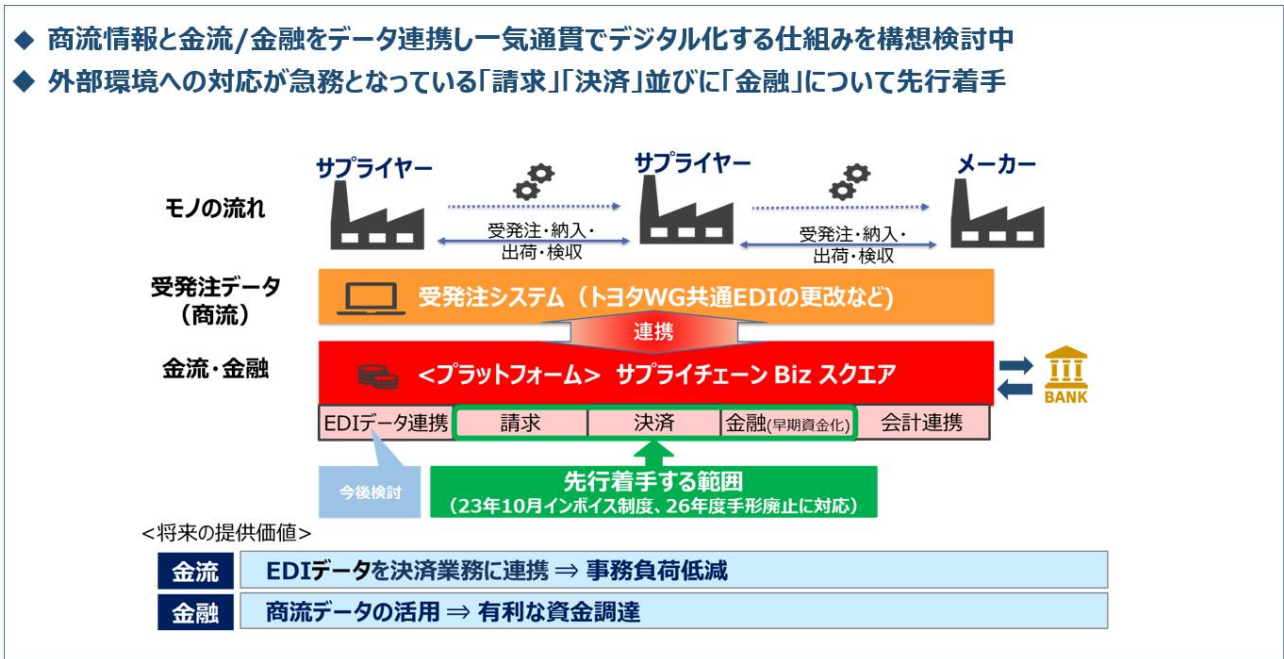 ◆ 商流情報と金流/金融をデータ連携し一気通貫でデジタル化する仕組みを構想検討中
◆ 外部環境への対応が急務となっている「請求」「決済」並びに「金融」について先行着手
サプライヤー
サプライヤー
メーカー
モノの流れ
受発注・納入・
出荷・検収
受発注・納入・
出荷・検収
受発注データ
（商流）
受発注システム（トヨタWG共通EDIの更改など)
連携
金流・金融
<プラットフォーム> サプライチェーン Biz スクエア
BANK
EDIデータ連携
請求
決済
金融(早期資金化)
会計連携
今後検討
先行着手する範囲
（23年10月インボイス制度、26年度手形廃止に対応）
<将来の提供価値>
金流
EDIデータを決済業務に連携 ⇒ 事務負荷低減
金融
商流データの活用 ⇒ 有利な資金調達